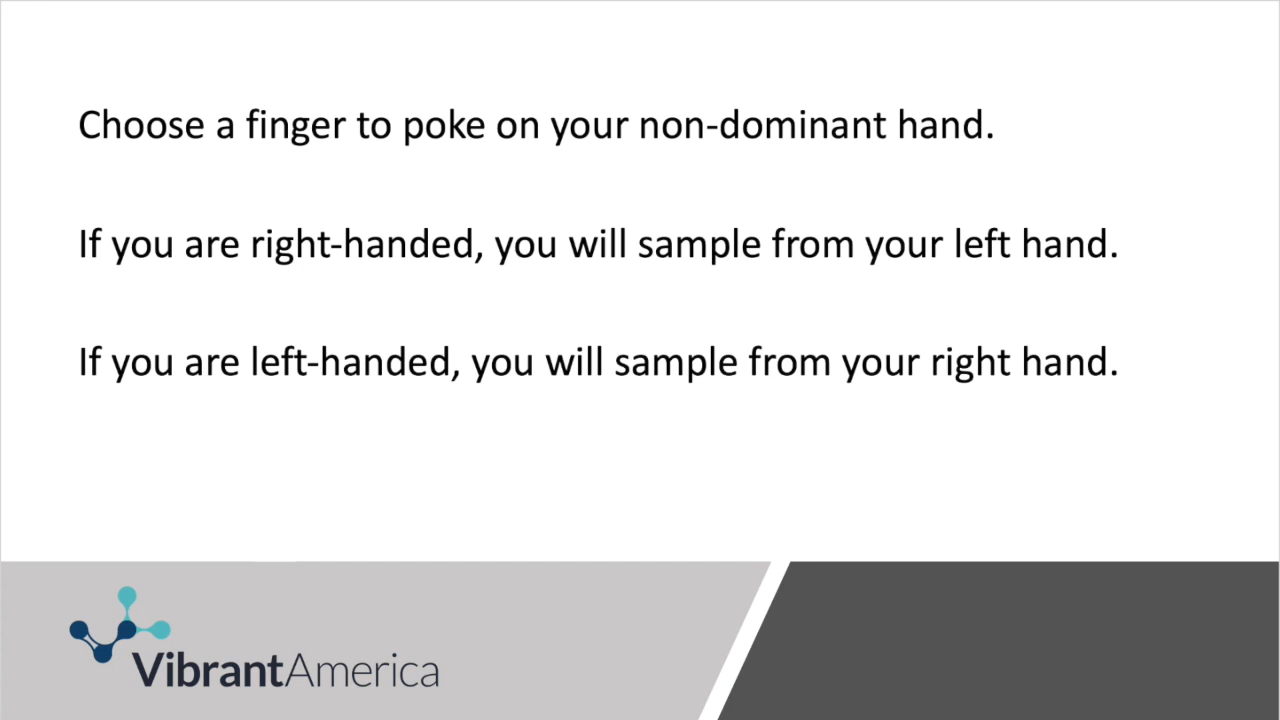 Choose a finger to poke on your non-dominant hand.
If you are right-handed, you will sample from your left hand.
If you are left-handed, you will sample from your right hand.
VibrantAmerica